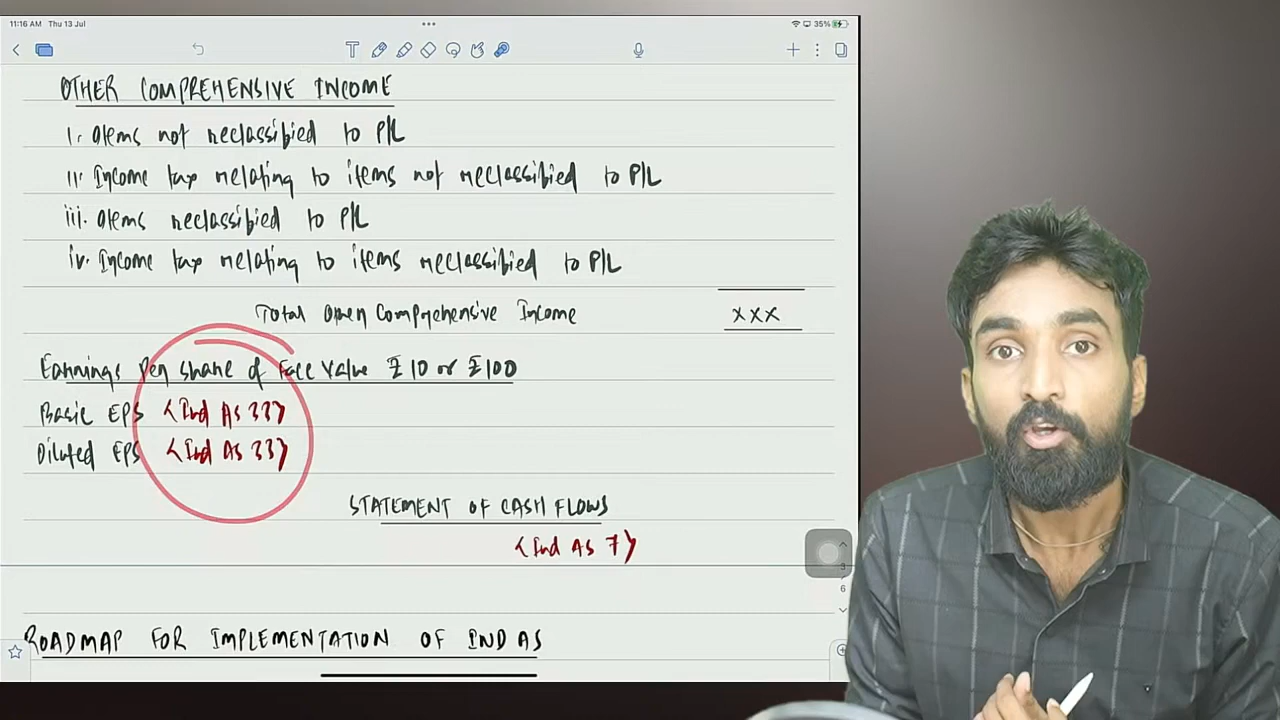 11:16 AM Thu 13 Jul
35%
OTHER COMPREHENSIVE INCOME
i. Items not reclassified to P/L
ii. Income tax relating to items not reclassified to P/L
iii. Items reclassified to P/L
iv. Income tax relating to items reclassified to P/L
Total Other Comprehensive Income XXX
Earnings Per Share of Face Value ₹10 or ₹100
Basic EPS <Ind AS 33>
Diluted EPS <Ind AS 33>
STATEMENT OF CASH FLOWS
<Ind AS 7>
3
6
ROADMAP FOR IMPLEMENTATION OF IND AS